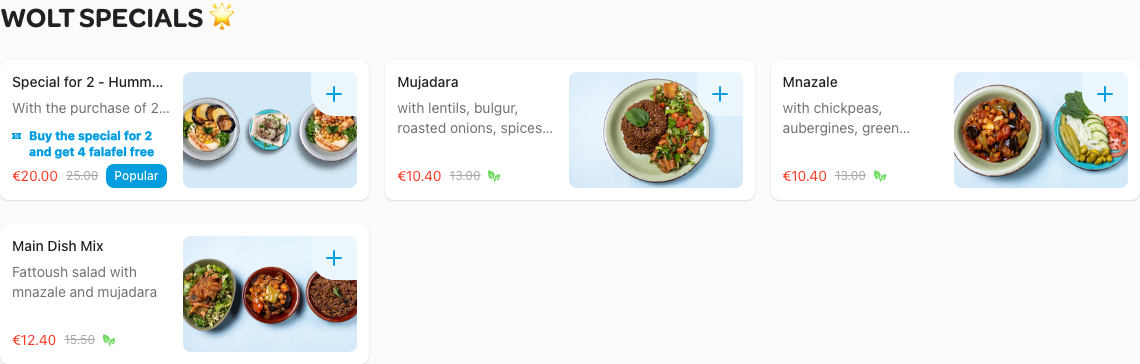 WOLT SPECIALS 🌟
Special for 2 - Humm...
With the purchase of 2...
Buy the special for 2
and get 4 falafel free
€20.00 25.00 Popular
Mujadara
with lentils, bulgur,
roasted onions, spices...
€10.40 13.00
Mnazale
with chickpeas,
aubergines, green...
€10.40 13.00
Main Dish Mix
Fattoush salad with
mnazale and mujadara
€12.40 15.50